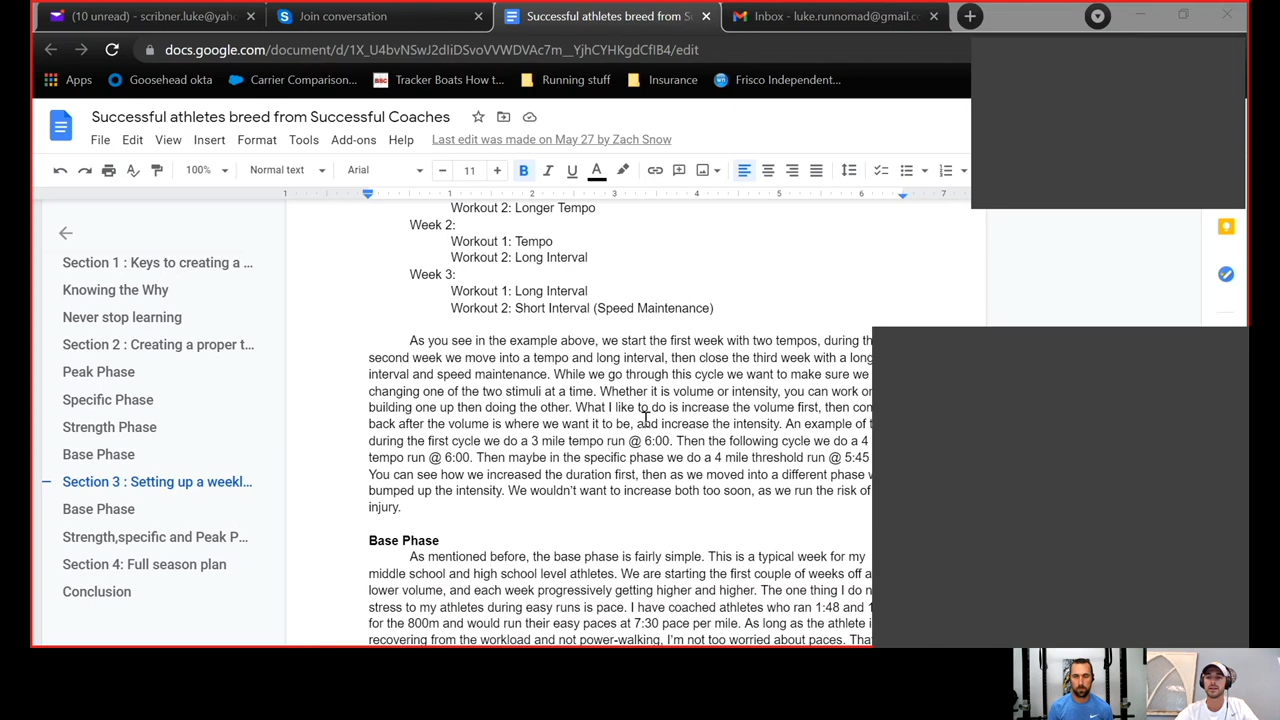 (10 unread) - scribner.luke@yah
Join conversation
Successful athletes breed from S
Inbox - luke.runnomad@gmail.c
docs.google.com/document/d/1X_U4bvNSwJ2dIiDSvoVVWDVAc7m__YjhCYHKgdCfIB4/edit
Apps
Goosehead okta
Carrier Comparison...
BBC
Tracker Boats How t...
Running stuff
Insurance
Frisco Independent...
Successful athletes breed from Successful Coaches
File Edit View Insert Format Tools Add-ons Help Last edit was made on May 27 by Zach Snow
100% Normal text Arial 11 B I U A
1 1 2 3 4 5 6 7
Section 1 : Keys to creating a ...
Knowing the Why
Never stop learning
Section 2 : Creating a proper t...
Peak Phase
Specific Phase
Strength Phase
Base Phase
Section 3 : Setting up a weekl...
Base Phase
Strength,specific and Peak P...
Section 4: Full season plan
Conclusion
Workout 2: Longer Tempo
Week 2:
Workout 1: Tempo
Workout 2: Long Interval
Week 3:
Workout 1: Long Interval
Workout 2: Short Interval (Speed Maintenance)
As you see in the example above, we start the first week with two tempos, during th
second week we move into a tempo and long interval, then close the third week with a long
interval and speed maintenance. While we go through this cycle we want to make sure we
changing one of the two stimuli at a time. Whether it is volume or intensity, you can work on
building one up then doing the other. What I like to do is increase the volume first, then com
back after the volume is where we want it to be, and increase the intensity. An example of t
during the first cycle we do a 3 mile tempo run @ 6:00. Then the following cycle we do a 4
tempo run @ 6:00. Then maybe in the specific phase we do a 4 mile threshold run @ 5:45
You can see how we increased the duration first, then as we moved into a different phase w
bumped up the intensity. We wouldn't want to increase both too soon, as we run the risk of
injury.
Base Phase
As mentioned before, the base phase is fairly simple. This is a typical week for my
middle school and high school level athletes. We are starting the first couple of weeks off a
lower volume, and each week progressively getting higher and higher. The one thing I do n
stress to my athletes during easy runs is pace. I have coached athletes who ran 1:48 and 1
for the 800m and would run their easy paces at 7:30 pace per mile. As long as the athlete i
recovering from the workload and not power-walking, I'm not too worried about paces. That